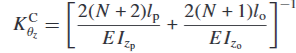 K^C_{θ_z} = [ 2(N + 2)l_p / EI_{z_p} + 2(N + 1)l_o / EI_{z_o} ]^{-1}